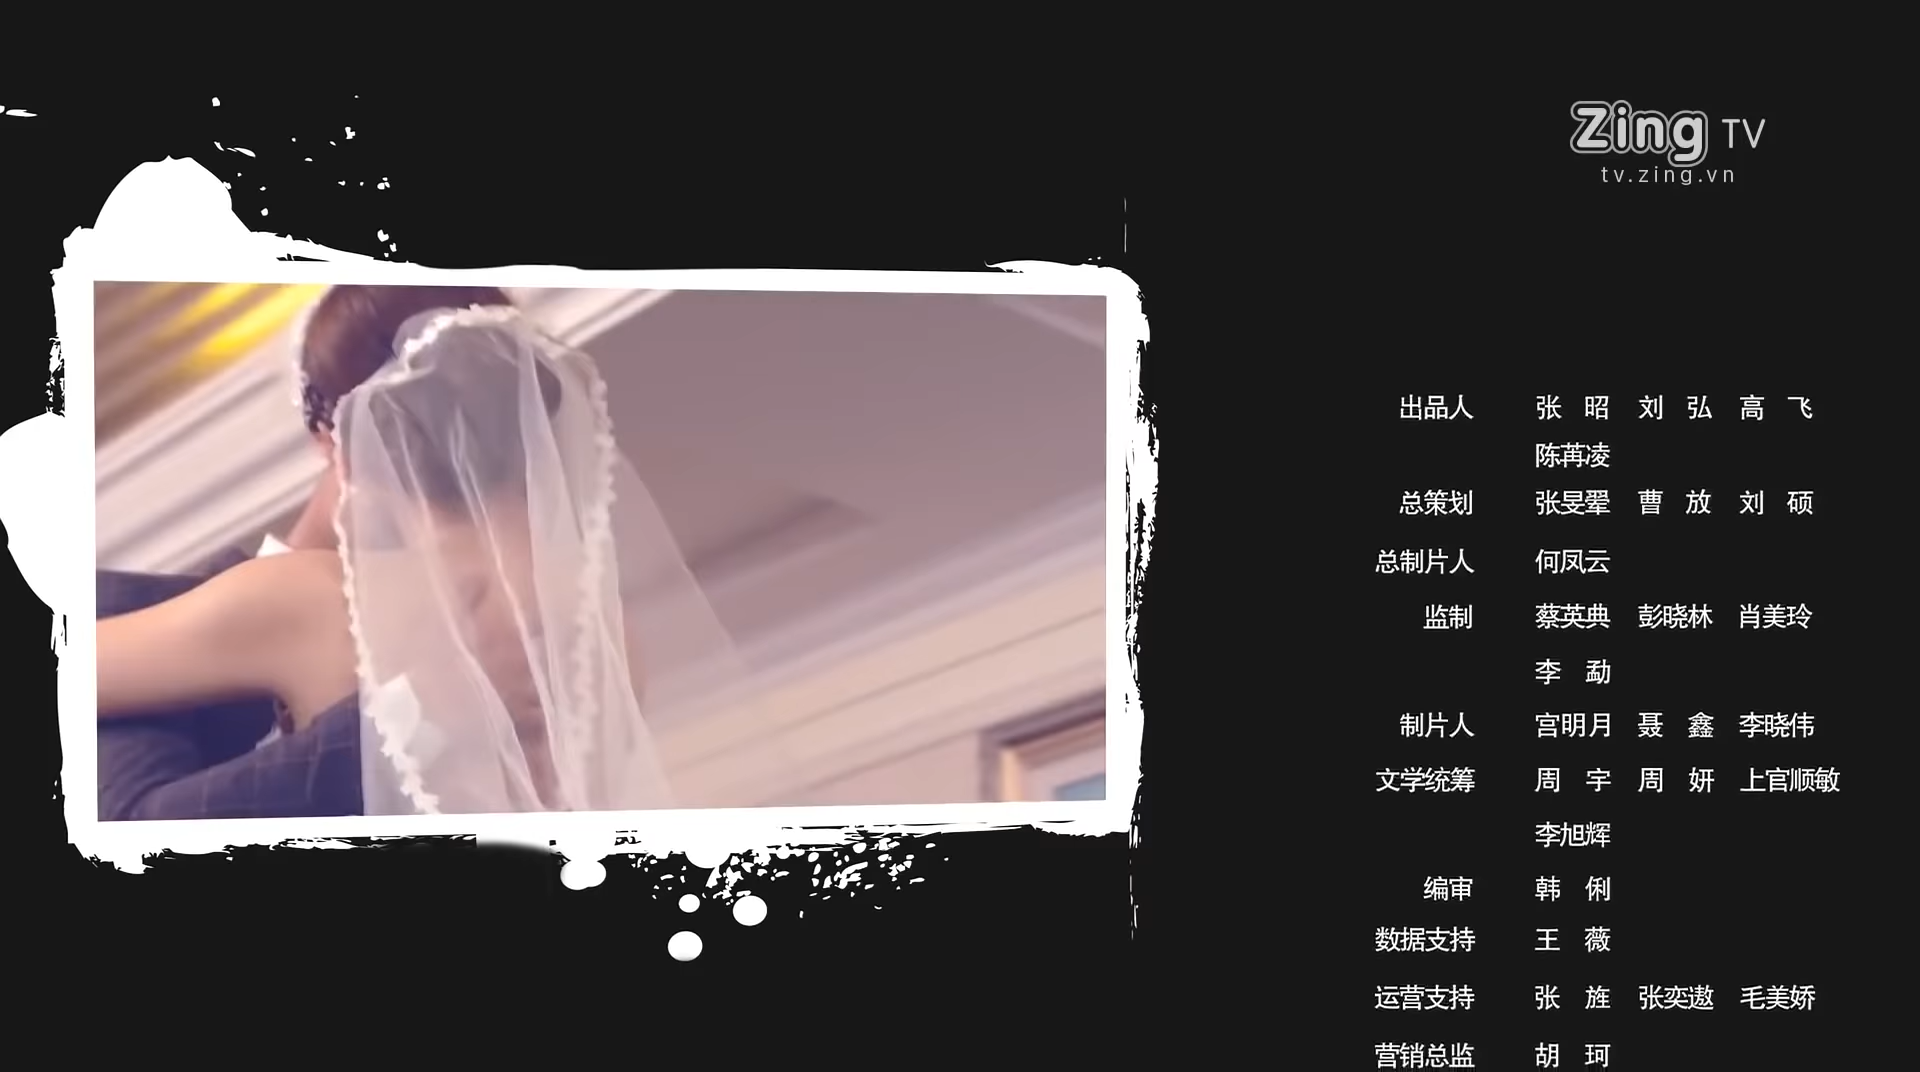 Zing TV
tv.zing.vn
出品人 张 昭 刘 弘 高 飞
陈苒凌
总策划 张旻翚 曹 放 刘 硕
总制片人 何凤云
监制 蔡英典 彭晓林 肖美玲
李 勐
制片人 宫明月 聂 鑫 李晓伟
文学统筹 周 宇 周 妍 上官顺敏
李旭辉
编审 韩 俐
数据支持 王 薇
运营支持 张 旌 张奕遨 毛美娇
营销总监 胡 珂